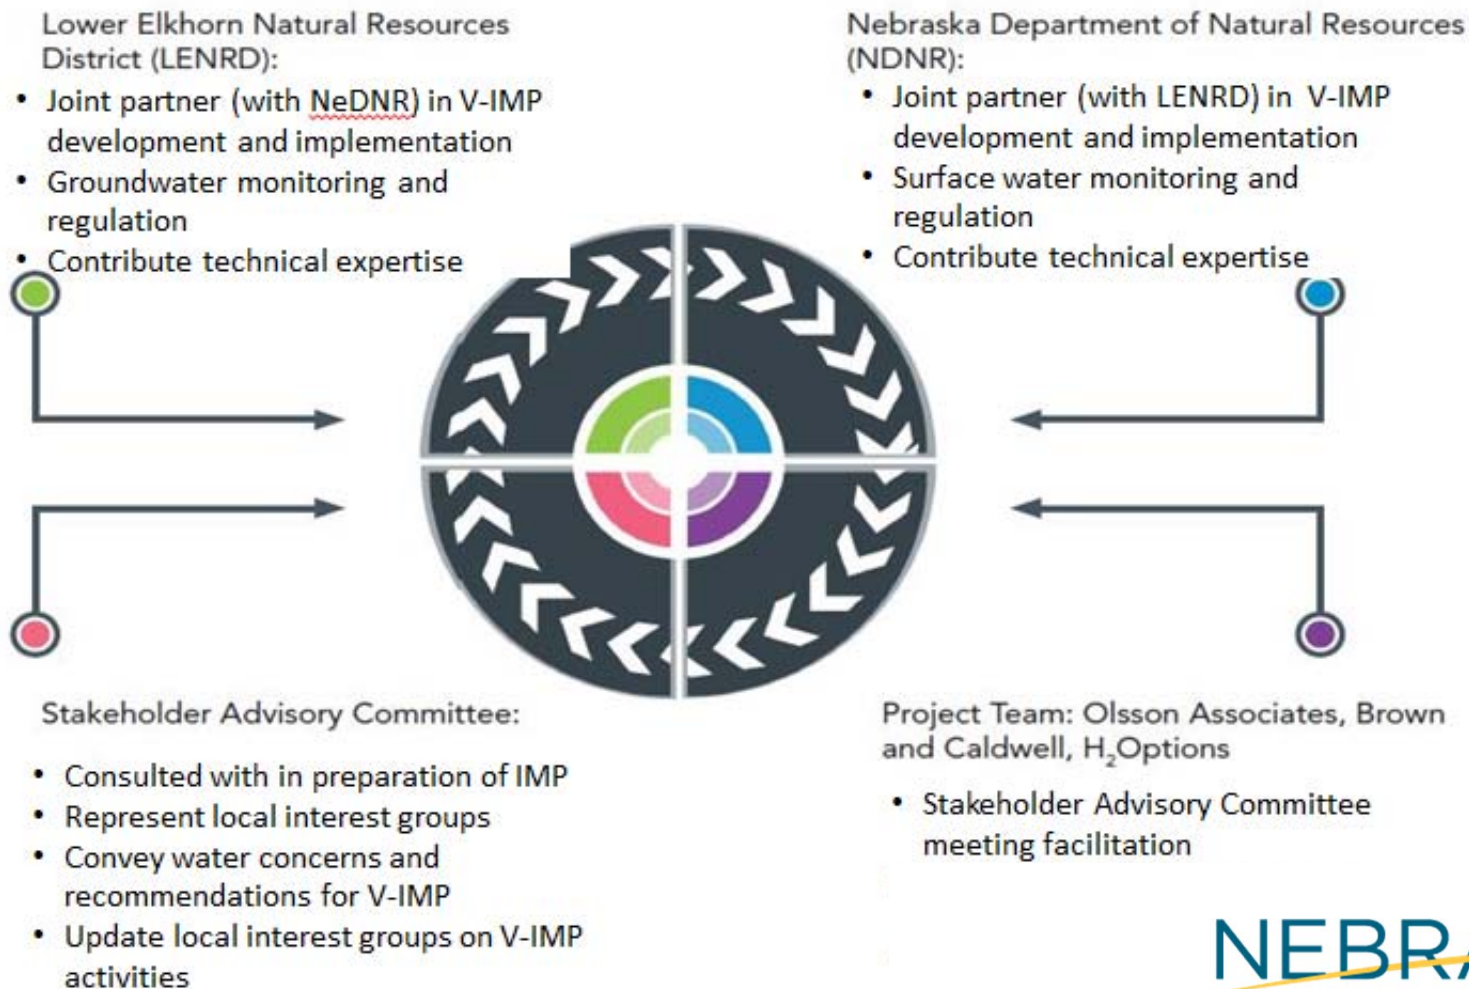 Lower Elkhorn Natural Resources
District (LENRD):
• Joint partner (with NeDNR) in V-IMP
development and implementation
• Groundwater monitoring and
regulation
• Contribute technical expertise
Nebraska Department of Natural Resources
(NDNR):
• Joint partner (with LENRD) in V-IMP
development and implementation
• Surface water monitoring and
regulation
• Contribute technical expertise
Stakeholder Advisory Committee:
• Consulted with in preparation of IMP
• Represent local interest groups
• Convey water concerns and
recommendations for V-IMP
• Update local interest groups on V-IMP
activities
Project Team: Olsson Associates, Brown
and Caldwell, H₂Options
• Stakeholder Advisory Committee
meeting facilitation
NEBRA